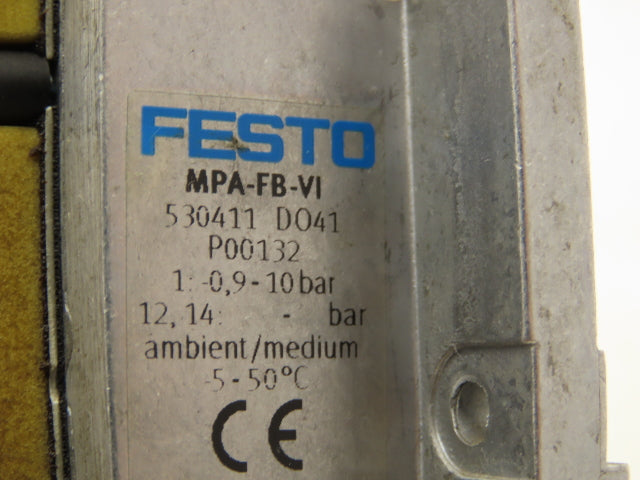 FESTO
MPA-FB-VI
530411 DO41
P00132
1: -0,9 - 10 bar
12, 14: - bar
ambient/medium
-5 - 50°C
CE